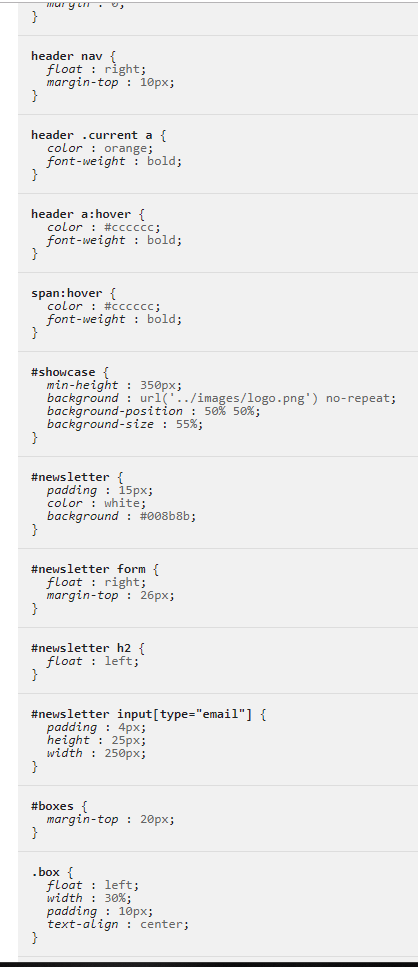 margin : 0;
}
header nav {
float : right;
margin-top : 10px;
}
header .current a {
color : orange;
font-weight : bold;
}
header a:hover {
color : #cccccc;
font-weight : bold;
}
span:hover {
color : #cccccc;
font-weight : bold;
}
#showcase {
min-height : 350px;
background : url('../images/logo.png') no-repeat;
background-position : 50% 50%;
background-size : 55%;
}
#newsletter {
padding : 15px;
color : white;
background : #008b8b;
}
#newsletter form {
float : right;
margin-top : 26px;
}
#newsletter h2 {
float : left;
}
#newsletter input[type="email"] {
padding : 4px;
height : 25px;
width : 250px;
}
#boxes {
margin-top : 20px;
}
.box {
float : left;
width : 30%;
padding : 10px;
text-align : center;
}